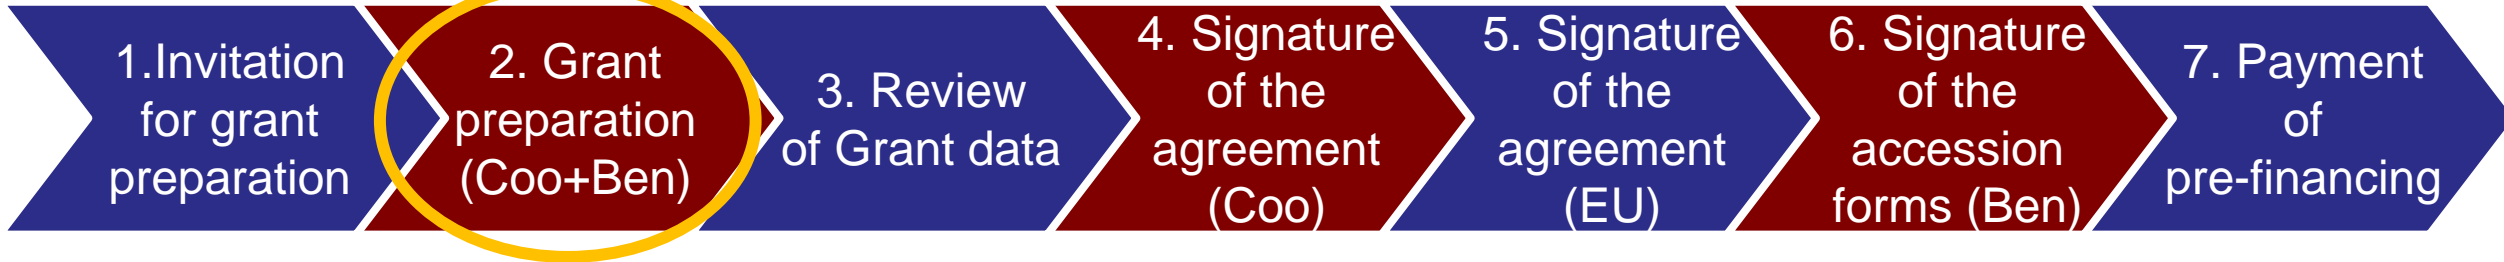 1.Invitation
for grant
preparation
2. Grant
preparation
(Coo+Ben)
3. Review
of Grant data
4. Signature
of the
agreement
(Coo)
5. Signature
of the
agreement
(EU)
6. Signature
of the
accession
forms (Ben)
7. Payment
of
pre-financing